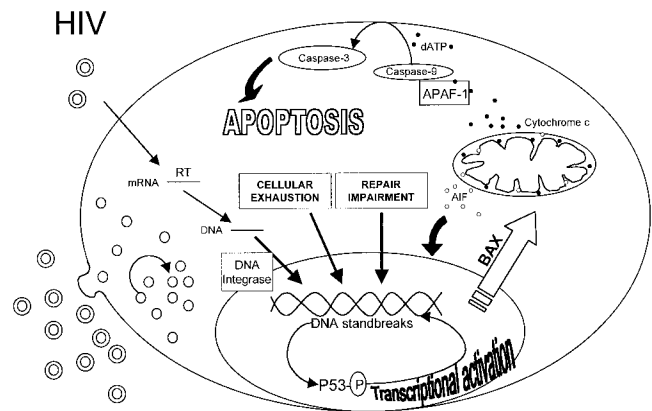 HIV
dATP
Caspase-3
Caspase-9
APAF-1
APOPTOSIS
Cytochrome c
RT
mRNA
CELLULAR
EXHAUSTION
REPAIR
IMPAIRMENT
AIF
DNA
DNA
Integrase
BAX
DNA standbreaks
P53-P
Transcriptional activation